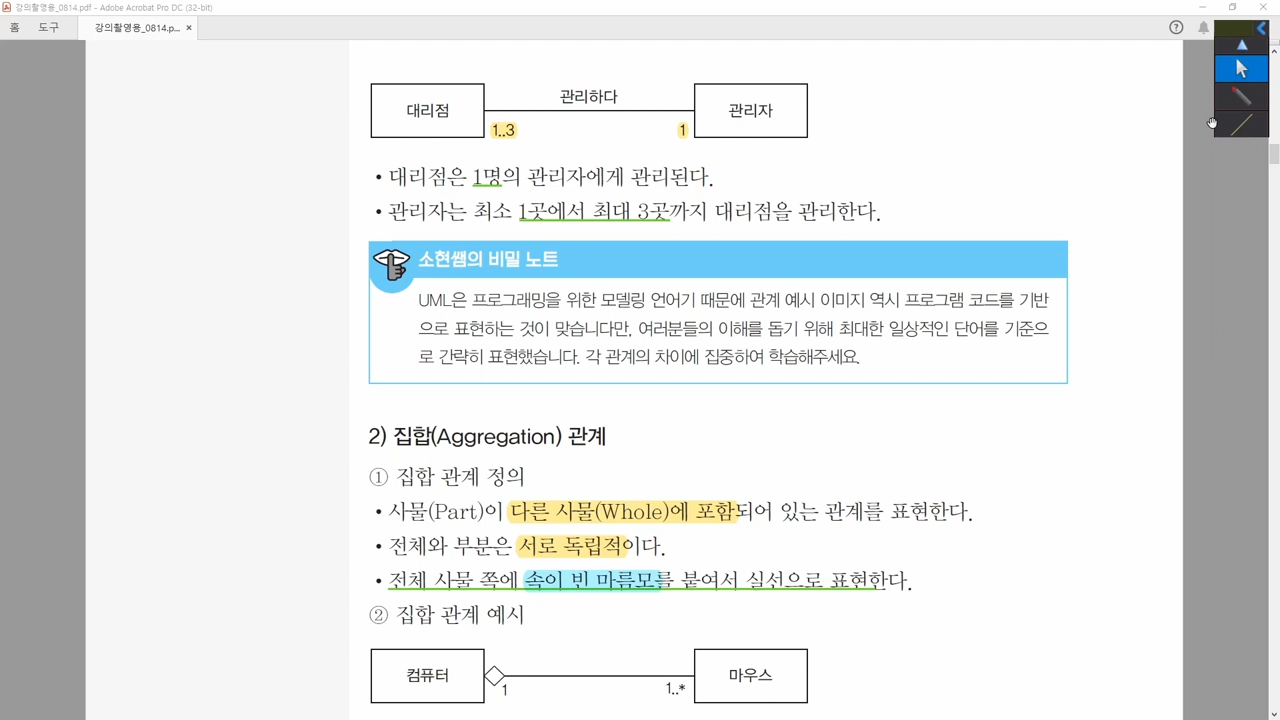 강의촬영용_0814.pdf - Adobe Acrobat Pro DC (32-bit)
홈 도구 강의촬영용_0814.p... ×
대리점 관리하다 관리자
1..3 1
• 대리점은 1명의 관리자에게 관리된다.
• 관리자는 최소 1곳에서 최대 3곳까지 대리점을 관리한다.
소현쌤의 비밀 노트
UML은 프로그래밍을 위한 모델링 언어기 때문에 관계 예시 이미지 역시 프로그램 코드를 기반
으로 표현하는 것이 맞습니다만, 여러분들의 이해를 돕기 위해 최대한 일상적인 단어를 기준으
로 간략히 표현했습니다. 각 관계의 차이에 집중하여 학습해주세요.
2) 집합(Aggregation) 관계
① 집합 관계 정의
• 사물(Part)이 다른 사물(Whole)에 포함되어 있는 관계를 표현한다.
• 전체와 부분은 서로 독립적이다.
• 전체 사물 쪽에 속이 빈 마름모를 붙여서 실선으로 표현한다.
② 집합 관계 예시
컴퓨터 마우스
1 1..*